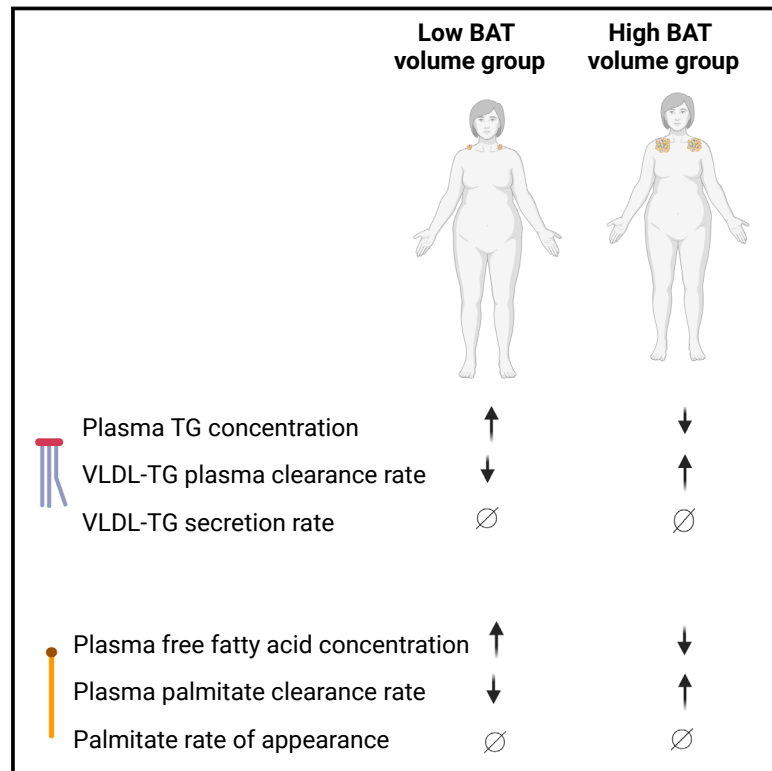 Low BAT High BAT
volume group volume group
Plasma TG concentration ↑ ↓
VLDL-TG plasma clearance rate ↓ ↑
VLDL-TG secretion rate ∅ ∅
Plasma free fatty acid concentration ↑ ↓
Plasma palmitate clearance rate ↓ ↑
Palmitate rate of appearance ∅ ∅